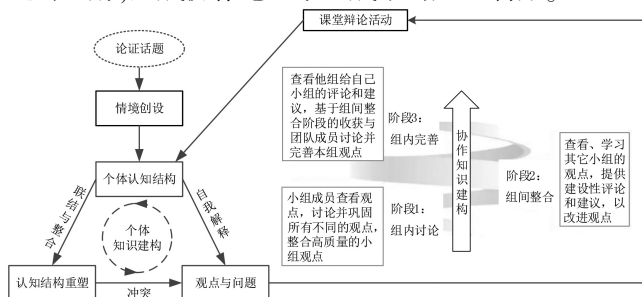 课堂辩论活动
论证话题
情境创设
个体认知结构
联结与整合
自我解释
个体
知识建构
认知结构重塑
冲突
观点与问题
查看他组给自己
小组的评论和建
议，基于组间整
合阶段的收获与
团队成员讨论并
完善本组观点
阶段3：
组内完善
小组成员查看观
点，讨论并巩固
所有不同的观点，
整合高质量的小
组观点
阶段1：
组内讨论
协作知识建构
阶段2：
组间整合
查看、学习
其它小组的
观点，提供
建设性评论
和建议，以
改进观点